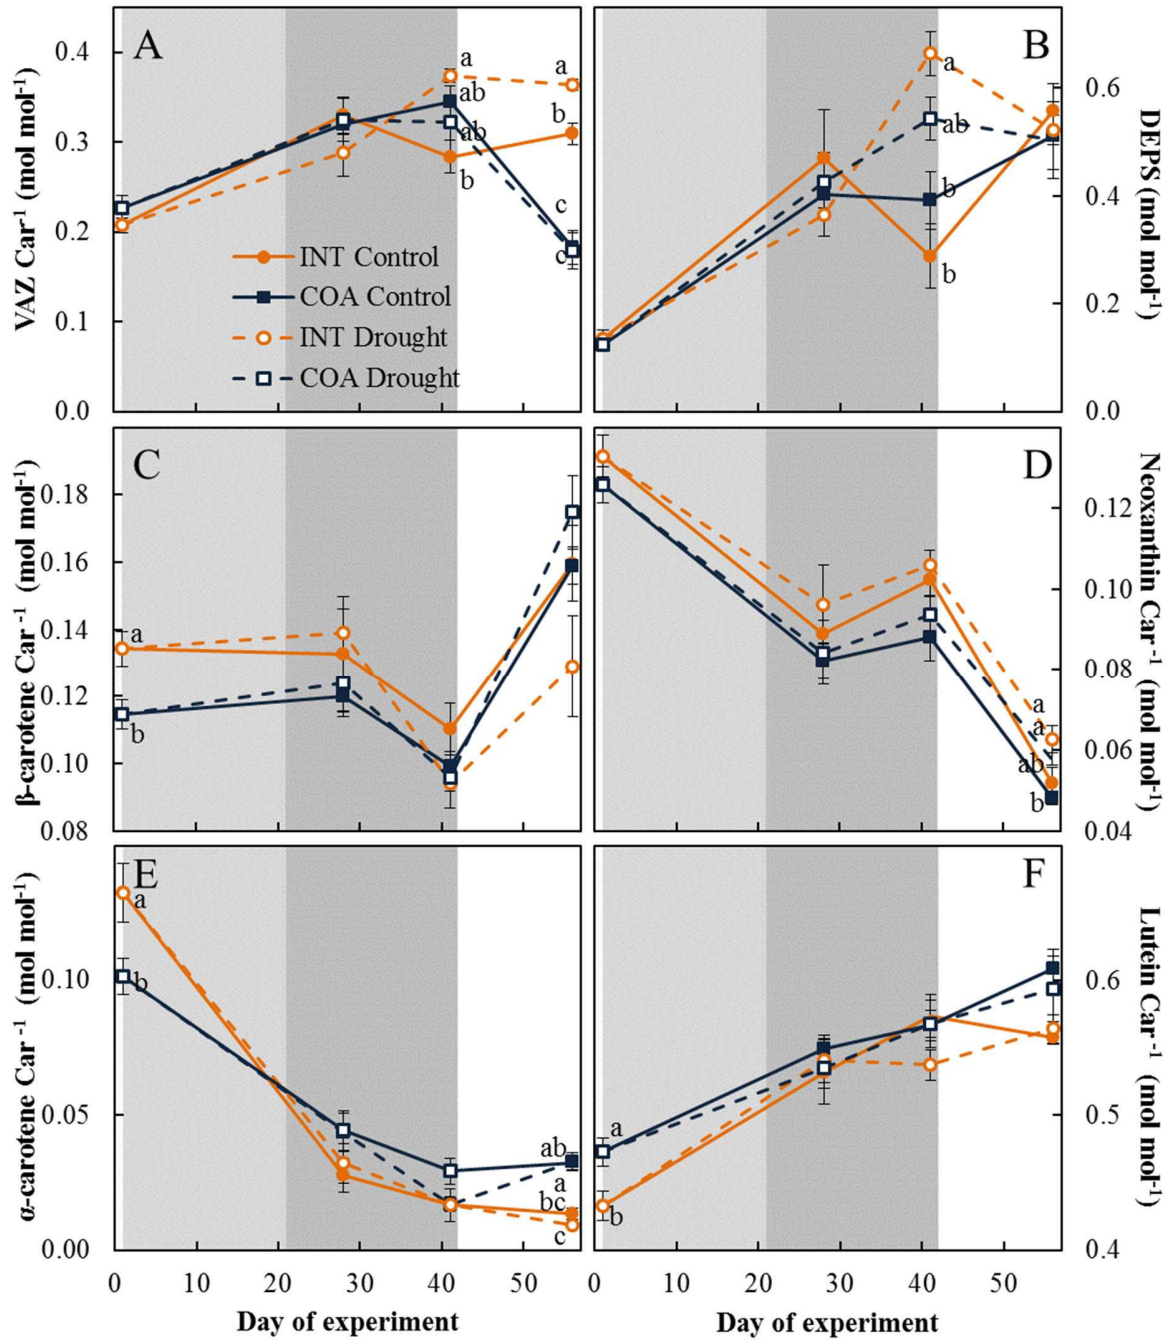 A
0.4
0.3
0.2
0.1
0.0
VAZ Car⁻¹ (mol mol⁻¹)
a
ab
ab
b
a
b
c
c
INT Control
COA Control
INT Drought
COA Drought
B
a
ab
b
b
0.6
0.4
0.2
0.0
DEPS (mol mol⁻¹)
C
0.18
0.16
0.14
0.12
0.10
0.08
β-carotene Car⁻¹ (mol mol⁻¹)
a
b
D
a
a
ab
b
0.12
0.10
0.08
0.06
0.04
Neoxanthin Car⁻¹ (mol mol⁻¹)
E
0.10
0.05
0.00
α-carotene Car⁻¹ (mol mol⁻¹)
a
b
ab
a
bc
c
0 10 20 30 40 50
Day of experiment
F
a
b
0.6
0.5
0.4
Lutein Car⁻¹ (mol mol⁻¹)
0 10 20 30 40 50
Day of experiment